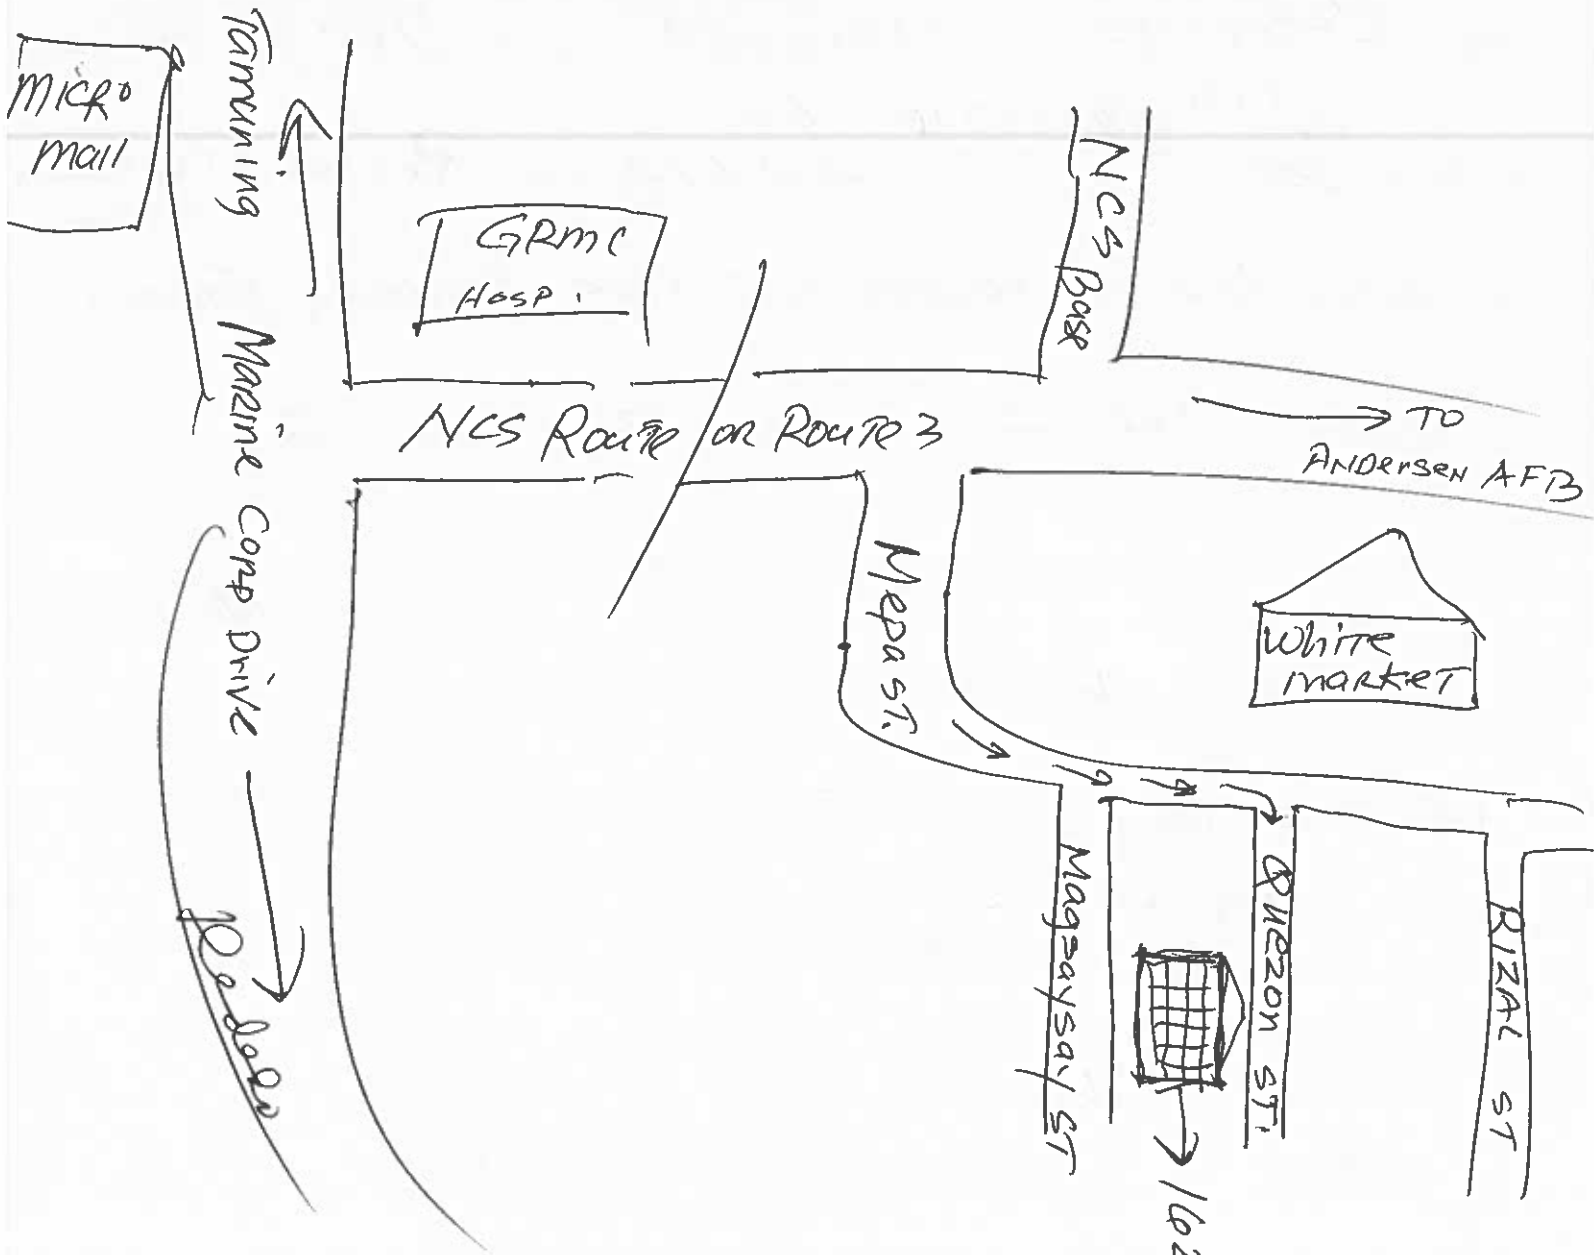 MICRO
mall
Tamuning
Marine Corp Drive
GRMC
Hosp.
NCS Base
NCS Route or Route 3
TO
Andersen AFB
Mepa ST.
White
market
Magsaysay ST
Quezon ST.
RIZAL ST
162